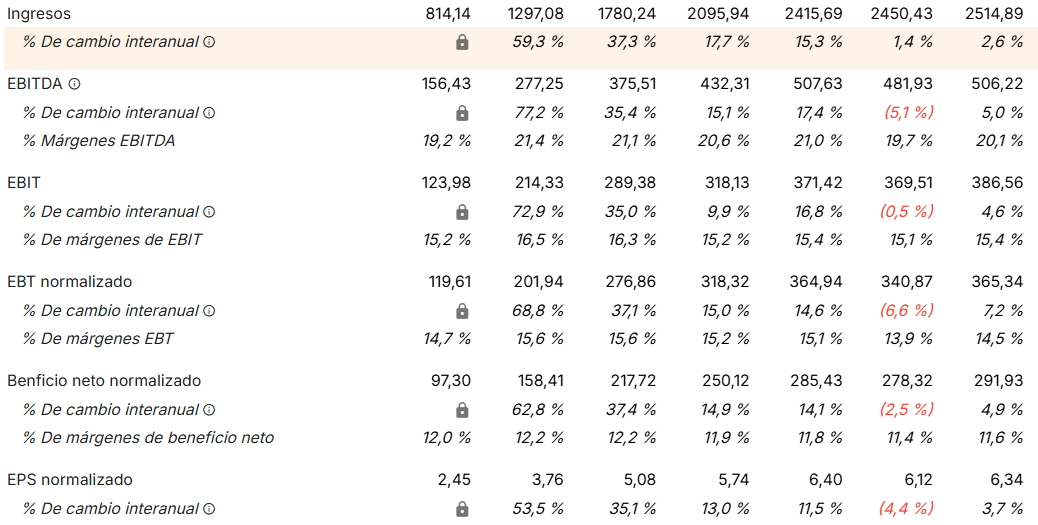 Ingresos 814,14 1297,08 1780,24 2095,94 2415,69 2450,43 2514,89
% De cambio interanual 59,3 % 37,3 % 17,7 % 15,3 % 1,4 % 2,6 %
EBITDA 156,43 277,25 375,51 432,31 507,63 481,93 506,22
% De cambio interanual 77,2 % 35,4 % 15,1 % 17,4 % (5,1 %) 5,0 %
% Márgenes EBITDA 19,2 % 21,4 % 21,1 % 20,6 % 21,0 % 19,7 % 20,1 %
EBIT 123,98 214,33 289,38 318,13 371,42 369,51 386,56
% De cambio interanual 72,9 % 35,0 % 9,9 % 16,8 % (0,5 %) 4,6 %
% De márgenes de EBIT 15,2 % 16,5 % 16,3 % 15,2 % 15,4 % 15,1 % 15,4 %
EBT normalizado 119,61 201,94 276,86 318,32 364,94 340,87 365,34
% De cambio interanual 68,8 % 37,1 % 15,0 % 14,6 % (6,6 %) 7,2 %
% De márgenes EBT 14,7 % 15,6 % 15,6 % 15,2 % 15,1 % 13,9 % 14,5 %
Benficio neto normalizado 97,30 158,41 217,72 250,12 285,43 278,32 291,93
% De cambio interanual 62,8 % 37,4 % 14,9 % 14,1 % (2,5 %) 4,9 %
% De márgenes de beneficio neto 12,0 % 12,2 % 12,2 % 11,9 % 11,8 % 11,4 % 11,6 %
EPS normalizado 2,45 3,76 5,08 5,74 6,40 6,12 6,34
% De cambio interanual 53,5 % 35,1 % 13,0 % 11,5 % (4,4 %) 3,7 %